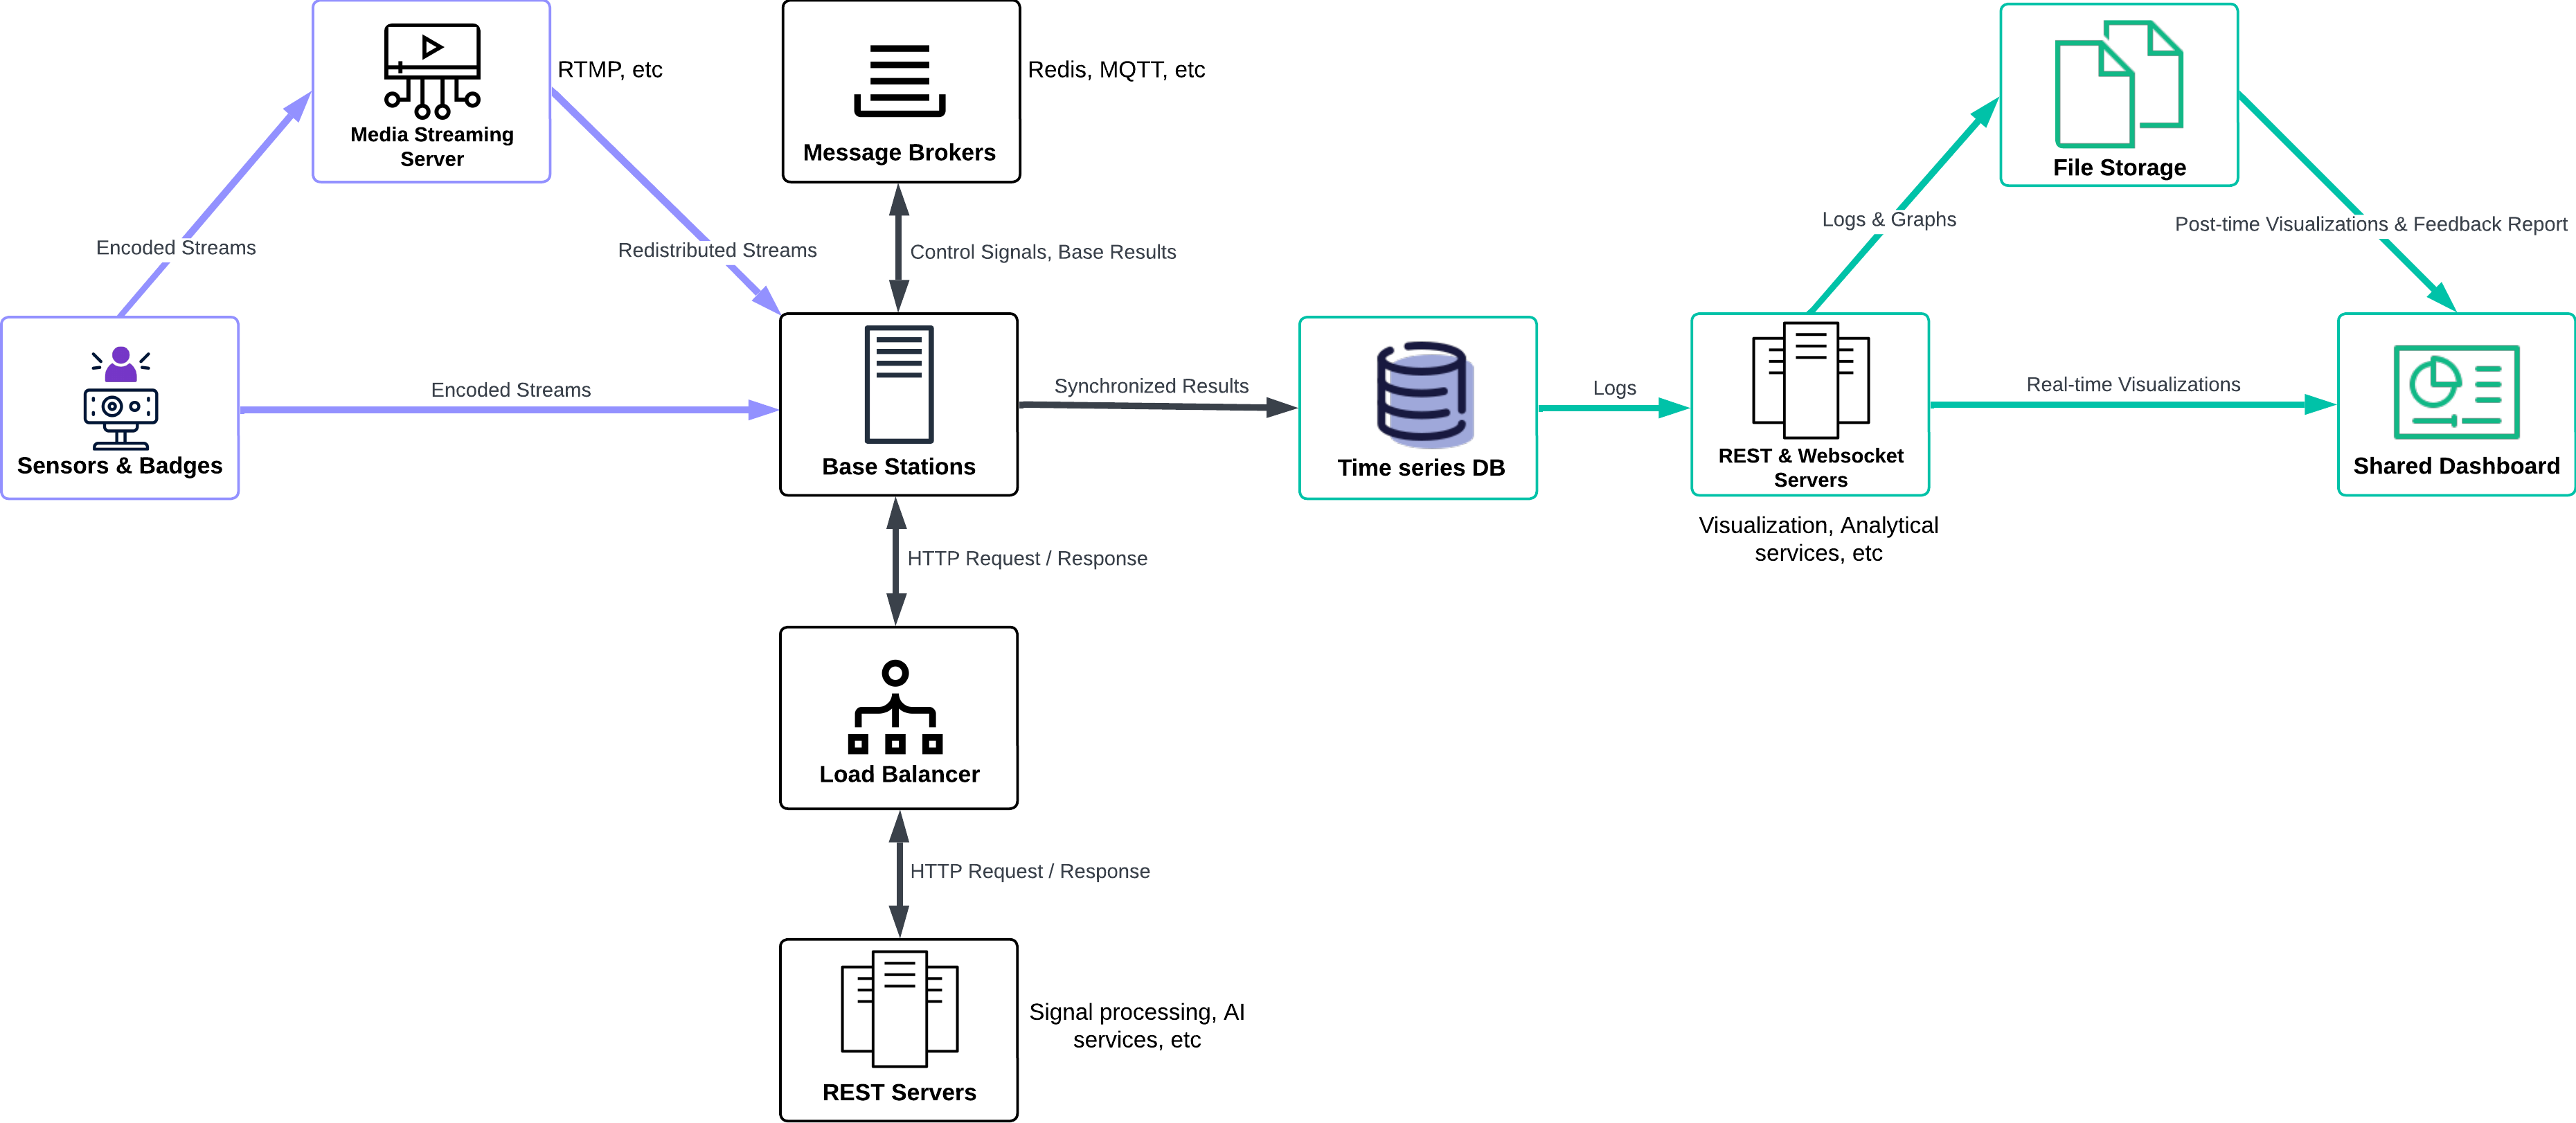 RTMP, etc
Media Streaming
Server
Redis, MQTT, etc
Message Brokers
File Storage
Encoded Streams
Redistributed Streams
Control Signals, Base Results
Logs & Graphs
Post-time Visualizations & Feedback Report
Sensors & Badges
Encoded Streams
Base Stations
Synchronized Results
Time series DB
Logs
REST & Websocket
Servers
Visualization, Analytical
services, etc
Real-time Visualizations
Shared Dashboard
HTTP Request / Response
Load Balancer
HTTP Request / Response
REST Servers
Signal processing, AI
services, etc